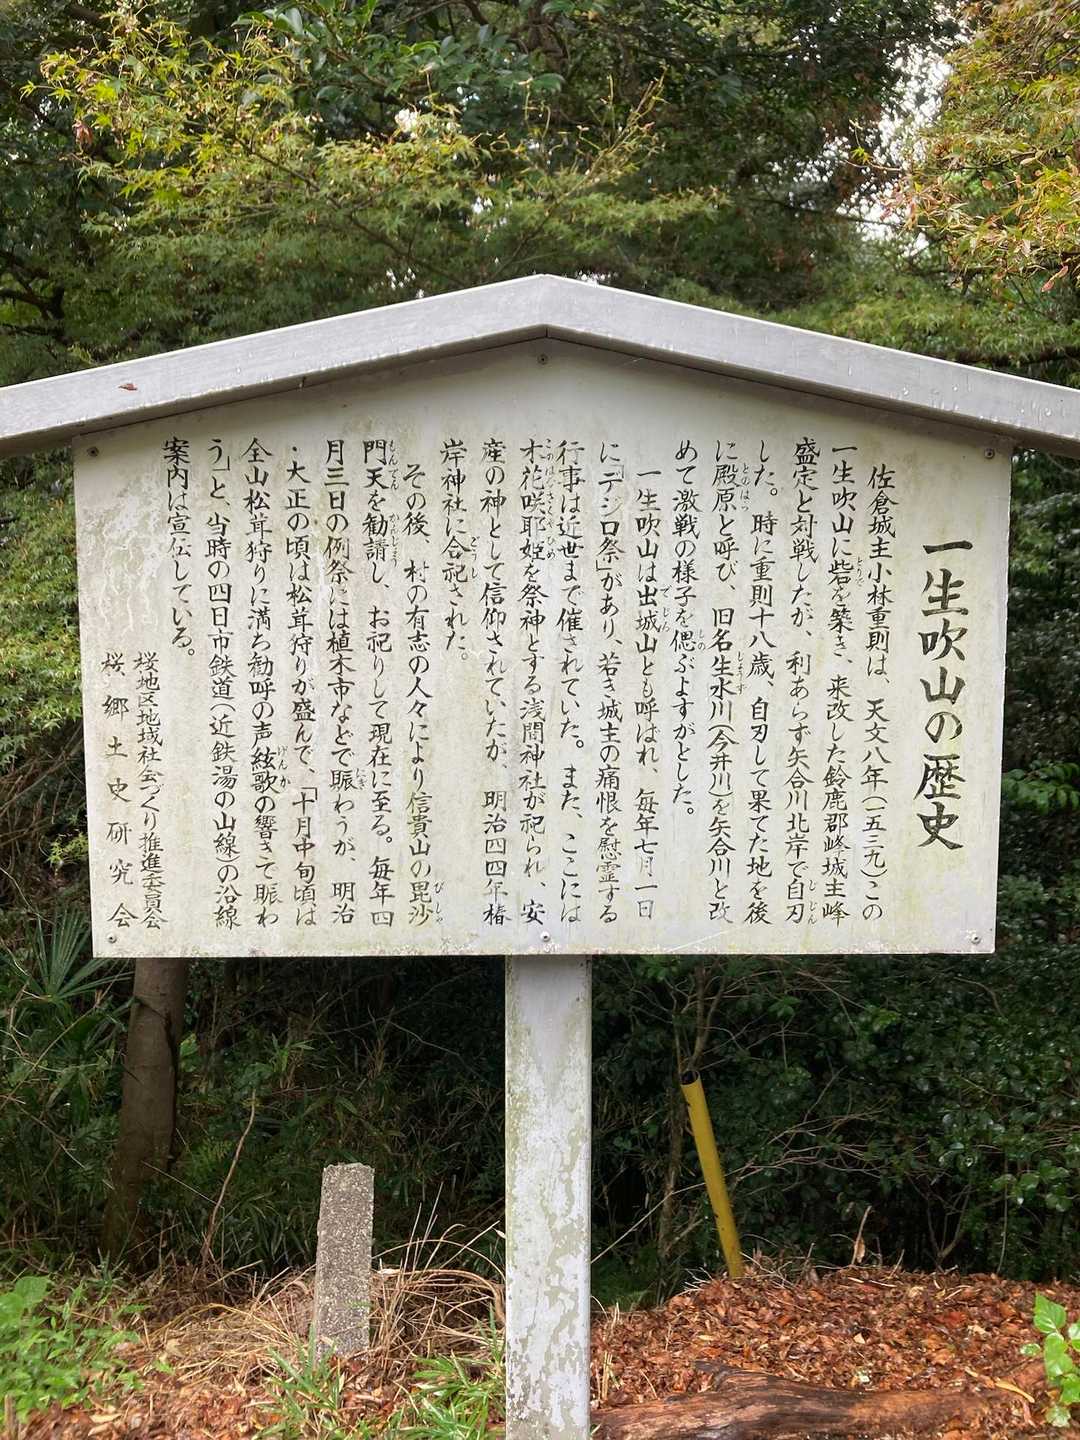 一生吹山の歴史
佐倉城主小林重則は、天文八年(一五三九)この
一生吹山に砦を築き、来改した鈴鹿郡峰城主峰
盛定と対戦したが、利あらず矢合川北岸で自刃
した。時に重則十八歳、自刃して果てた地を後
に殿原と呼び、旧名生水川(今井川)を矢合川と改
めて激戦の様子を偲ぶよすがとした。
一生吹山は出城山とも呼ばれ、毎年七月一日
に「デジロ祭」があり、若き城主の痛恨を慰霊する
行事は近世まで催されていた。また、ここには
木花咲耶姫を祭神とする浅間神社が祀られ、安
産の神として信仰されていたが、明治四四年椿
岸神社に合祀された。
その後、村の有志の人々により信貴山の毘沙
門天を勧請し、お祀りして現在に至る。毎年四
月三日の例祭には植木市などで賑わうが、明治
・大正の頃は松茸狩りが盛んで、「十月中旬頃は
全山松茸狩りに満ち勧呼の声絃歌の響きで賑わ
う」と、当時の四日市鉄道(近鉄湯の山線)の沿線
案内は宣伝している。
桜地区地域社会づくり推進委員会
桜郷土史研究会